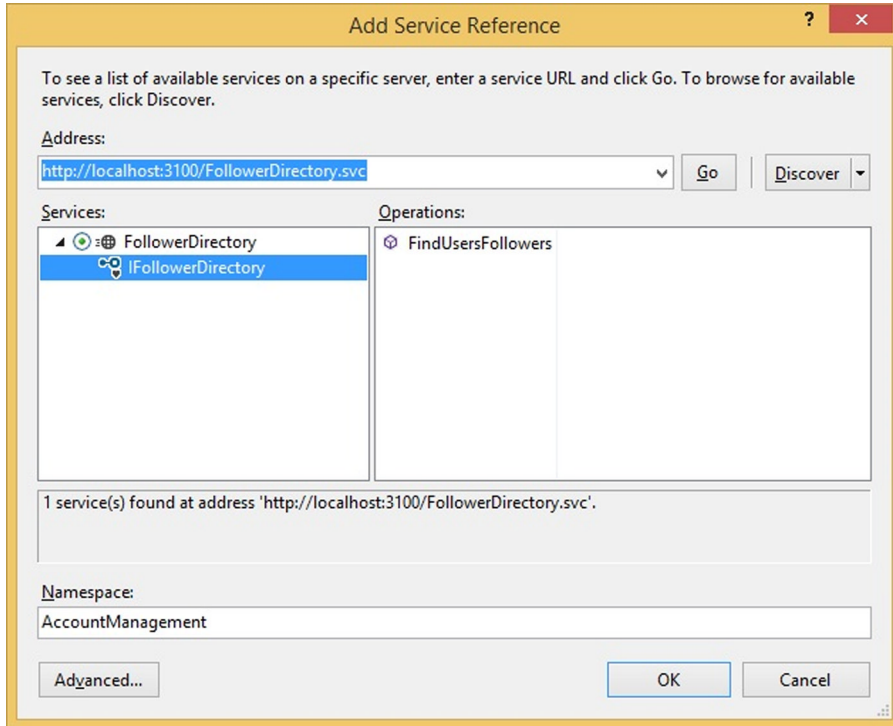 Add Service Reference
?
To see a list of available services on a specific server, enter a service URL and click Go. To browse for available
services, click Discover.
Address:
http://localhost:3100/FollowerDirectory.svc
Go
Discover
Services:
Operations:
FollowerDirectory
IFollowerDirectory
FindUsersFollowers
1 service(s) found at address 'http://localhost:3100/FollowerDirectory.svc'.
Namespace:
AccountManagement
Advanced...
OK
Cancel